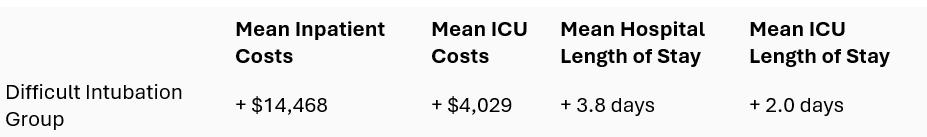 Mean Inpatient Costs
Mean ICU Costs
Mean Hospital Length of Stay
Mean ICU Length of Stay
Difficult Intubation Group
+ $14,468
+ $4,029
+ 3.8 days
+ 2.0 days